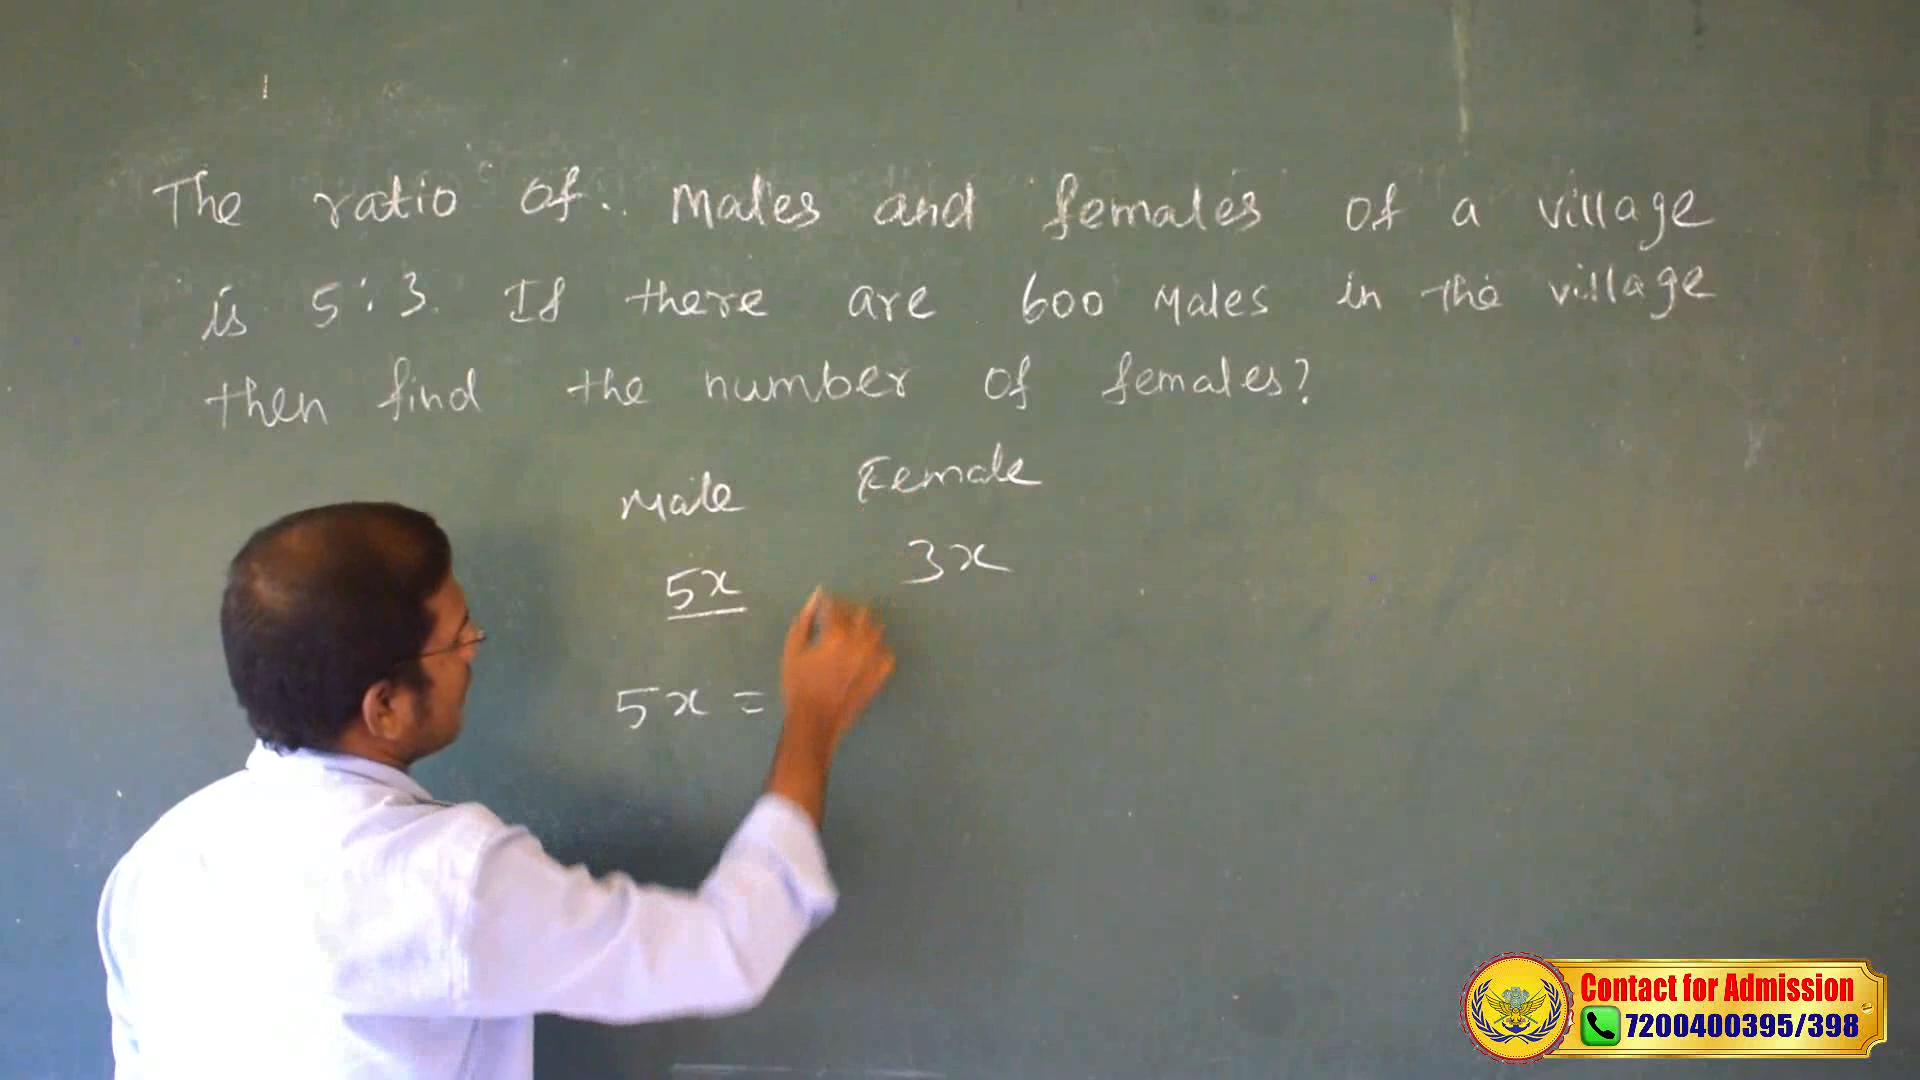 The ratio of. Males and females of a village
is 5:3. If there are 600 Males in the village
then find the number of females?
Male Female
5x 3x
5x =
Contact for Admission
7200400395/398